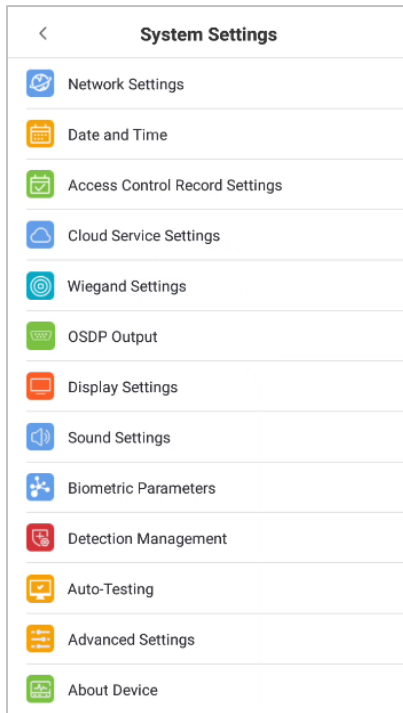 System Settings
Network Settings
Date and Time
Access Control Record Settings
Cloud Service Settings
Wiegand Settings
OSDP Output
Display Settings
Sound Settings
Biometric Parameters
Detection Management
Auto-Testing
Advanced Settings
About Device